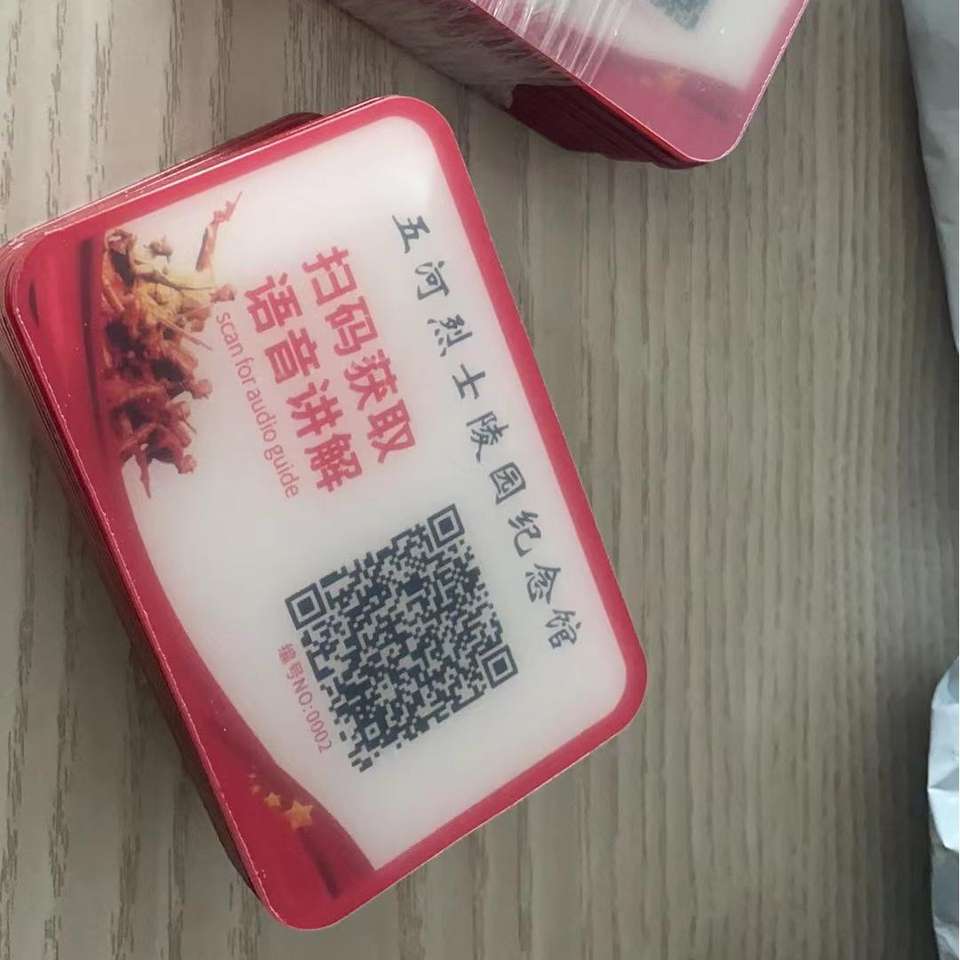 五河烈士陵园纪念馆
扫码获取
语音讲解
scan for audio guide
编号NO:0002